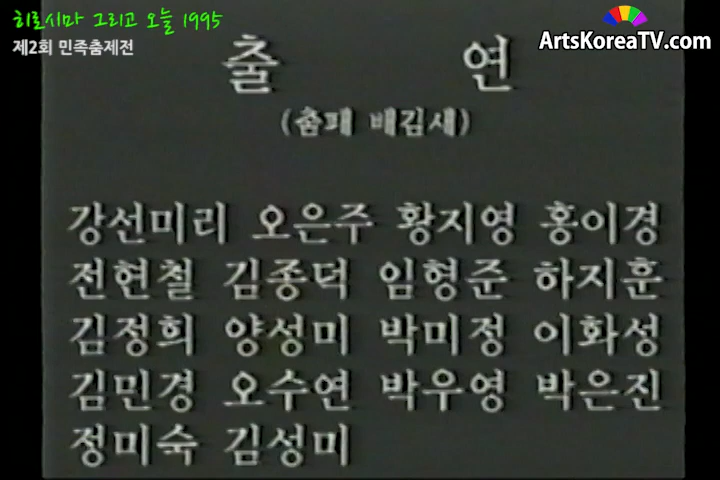 히로시마 그리고 오늘 1995
제2회 민족춤제전
ArtsKoreaTV.com
출 연
(춤패 배김새)
강선미리 오은주 황지영 홍이경
전현철 김종덕 임형준 하지훈
김정희 양성미 박미정 이화성
김민경 오수연 박우영 박은진
정미숙 김성미